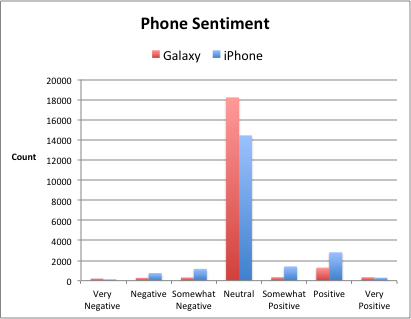 Phone Sentiment
Galaxy iPhone
20000
18000
16000
14000
12000
Count
10000
8000
6000
4000
2000
0
Very Negative
Negative
Somewhat Negative
Neutral
Somewhat Positive
Positive
Very Positive